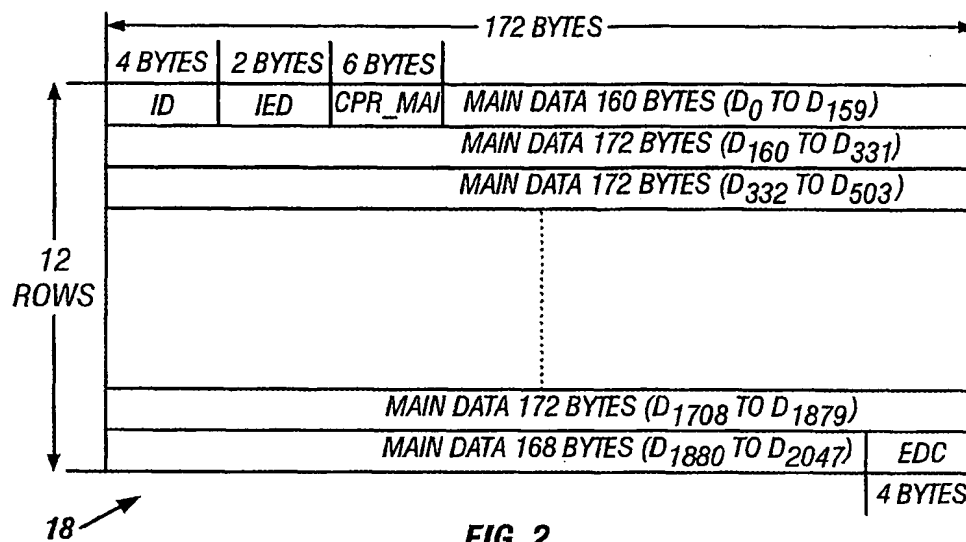 172 BYTES
4 BYTES 2 BYTES 6 BYTES
ID IED CPR_MAI MAIN DATA 160 BYTES (D0 TO D159)
MAIN DATA 172 BYTES (D160 TO D331)
MAIN DATA 172 BYTES (D332 TO D503)
12
ROWS
MAIN DATA 172 BYTES (D1708 TO D1879)
MAIN DATA 168 BYTES (D1880 TO D2047) EDC
4 BYTES
18
FIG. 2